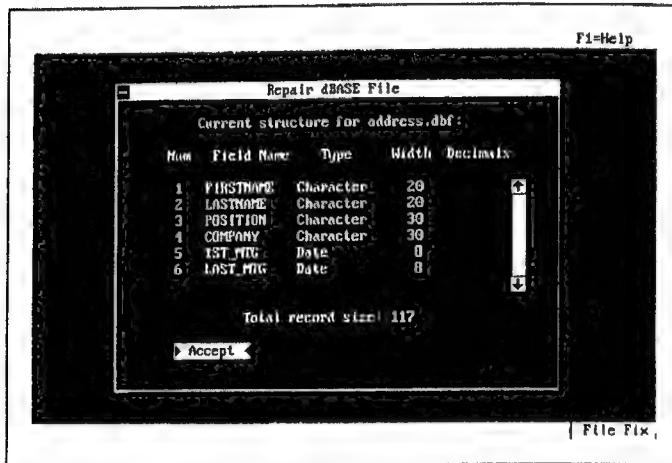 F1=Help
Repair dBASE File
Current structure for address.dbf:
Num Field Name Type Width Decimals
1 FIRSTNAME Character 20
2 LASTNAME Character 20
3 POSITION Character 30
4 COMPANY Character 30
5 1ST_MTG Date 8
6 LAST_MTG Date 8
Total record size: 117
Accept
File Fix